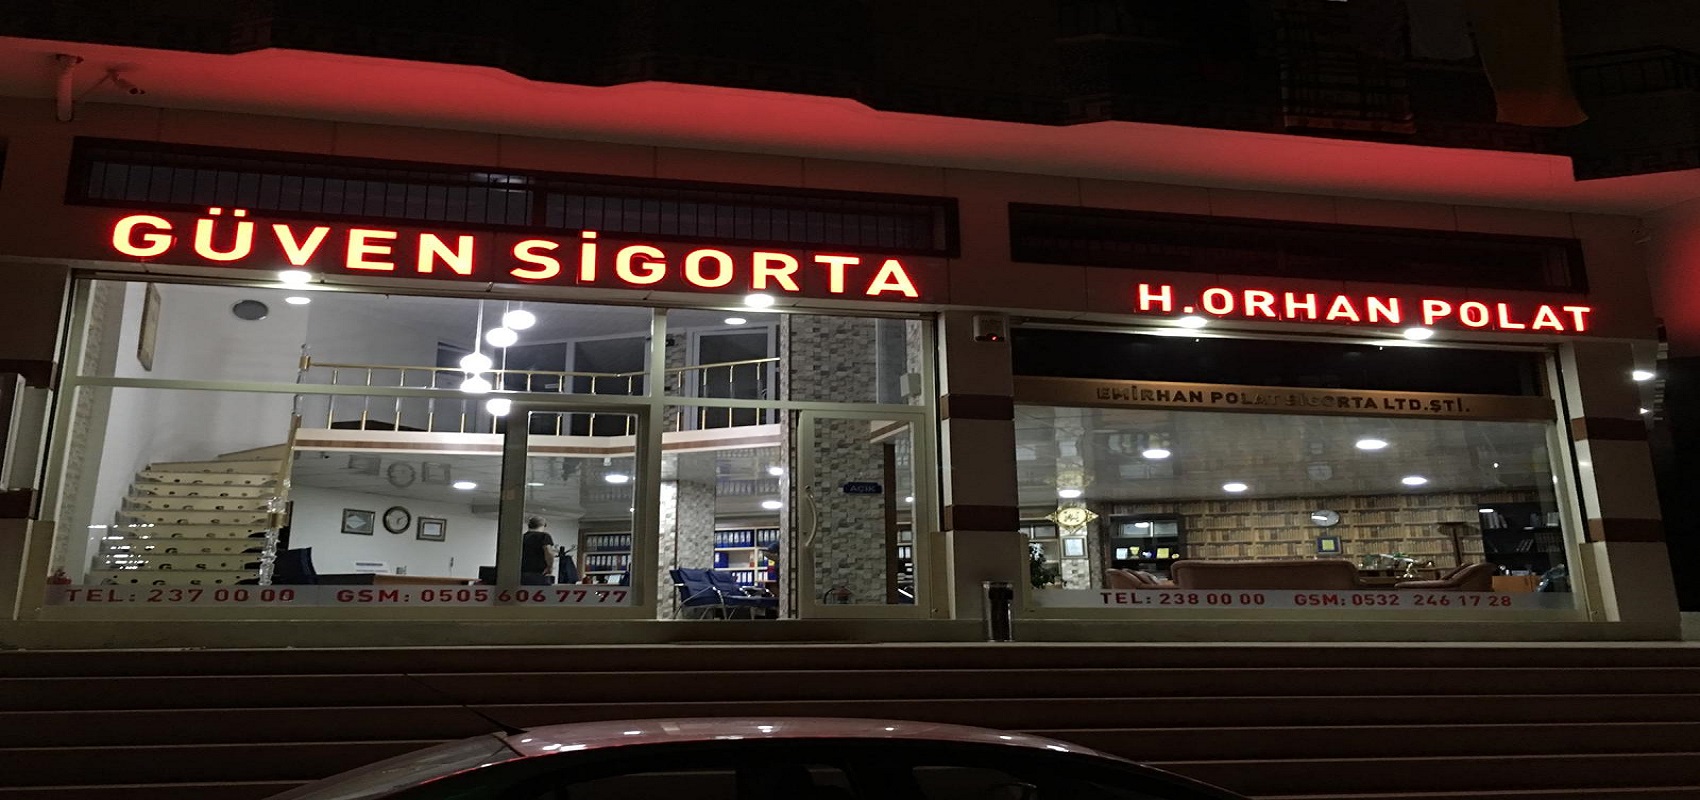 GÜVEN SİGORTA
H.ORHAN POLAT
EMİRHAN POLAT SİGORTA LTD.ŞTİ.
AÇIK
TEL: 237 00 00 GSM: 0505 606 77 77
TEL: 238 00 00 GSM: 0532 246 17 28